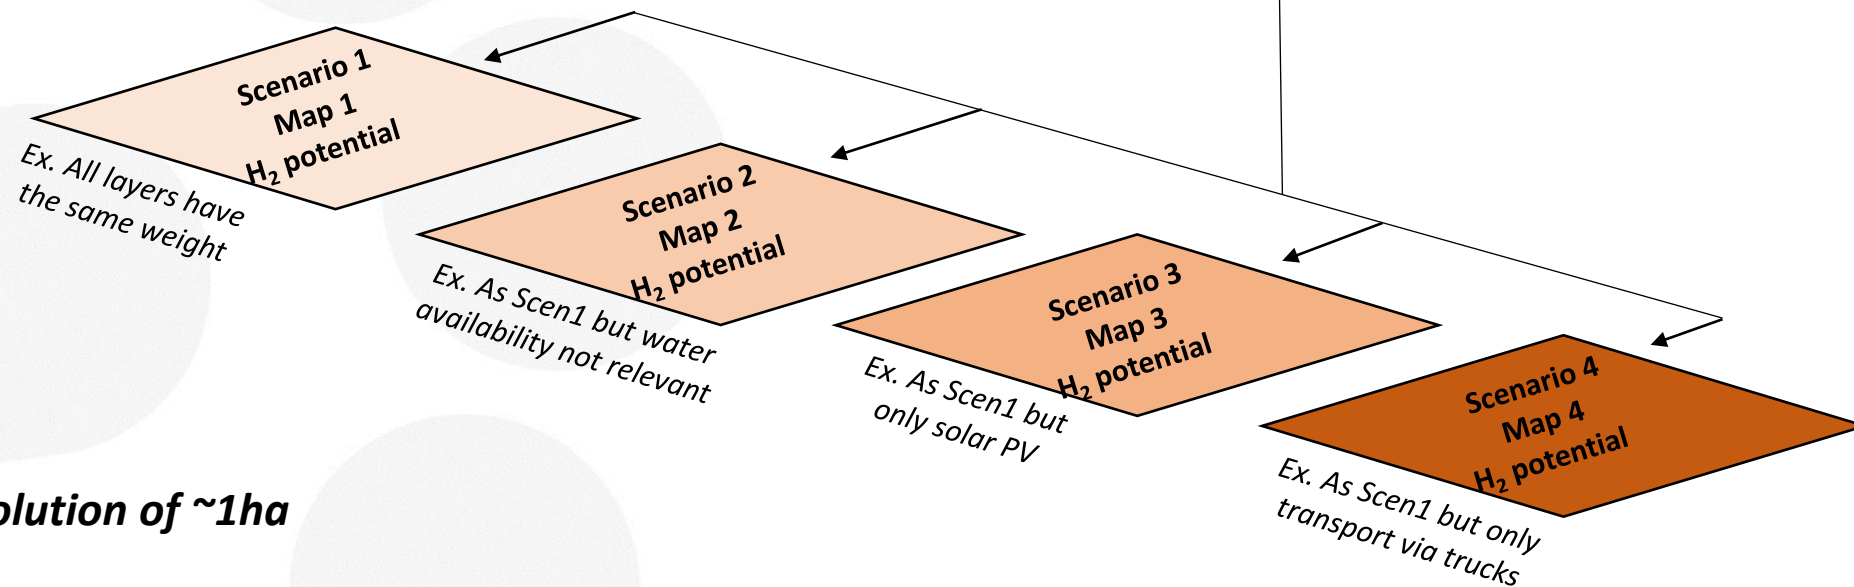 Scenario 1
Map 1
H₂ potential
Ex. All layers have
the same weight
Scenario 2
Map 2
H₂ potential
Ex. As Scen1 but water
availability not relevant
Scenario 3
Map 3
H₂ potential
Ex. As Scen1 but
only solar PV
Scenario 4
Map 4
H₂ potential
Ex. As Scen1 but only
transport via trucks
olution of ~1ha